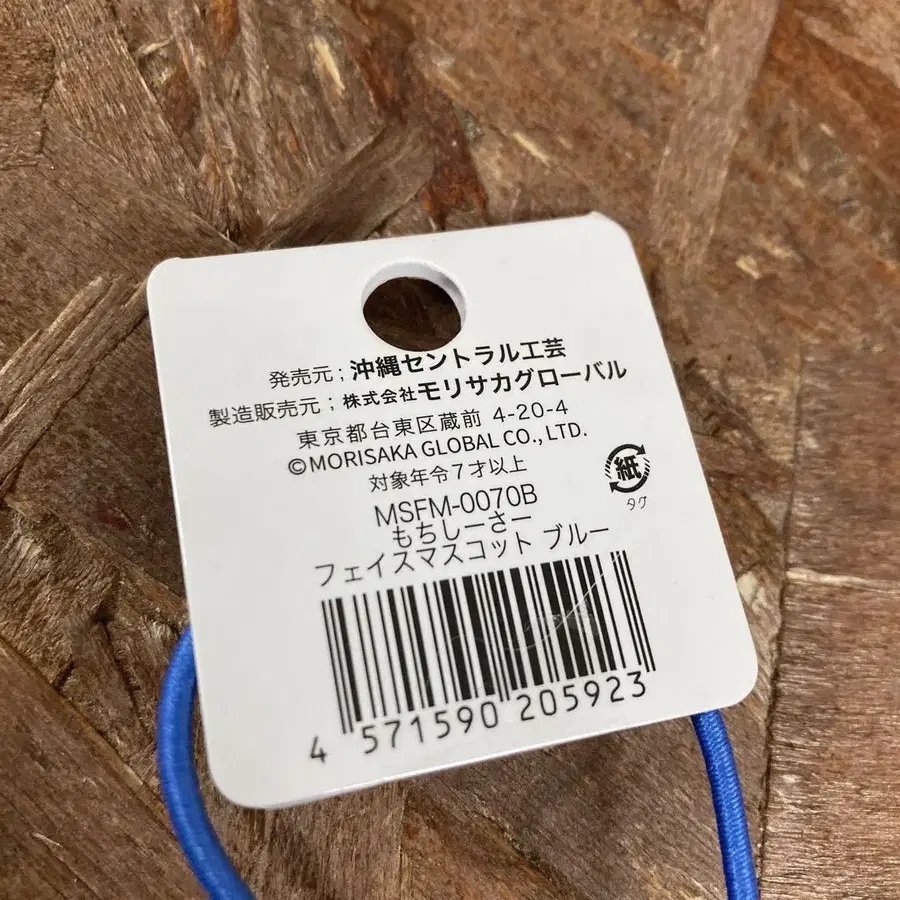 発売元;沖縄セントラル工芸
製造販売元;株式会社モリサカグローバル
東京都台東区蔵前 4-20-4
©MORISAKA GLOBAL CO., LTD.
対象年令7才以上
紙
タグ
MSFM-0070B
もちしーさー
フェイスマスコット ブルー
4 571590 205923